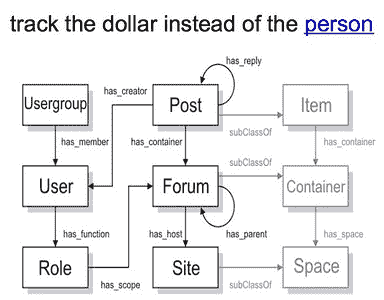 track the dollar instead of the person
has_reply
has_creator
Usergroup
Post
Item
subClassOf
has_member
has_container
has_container
subClassOf
User
Forum
Container
has_function
has_host
has_parent
has_space
Role
Site
Space
has_scope
subClassOf